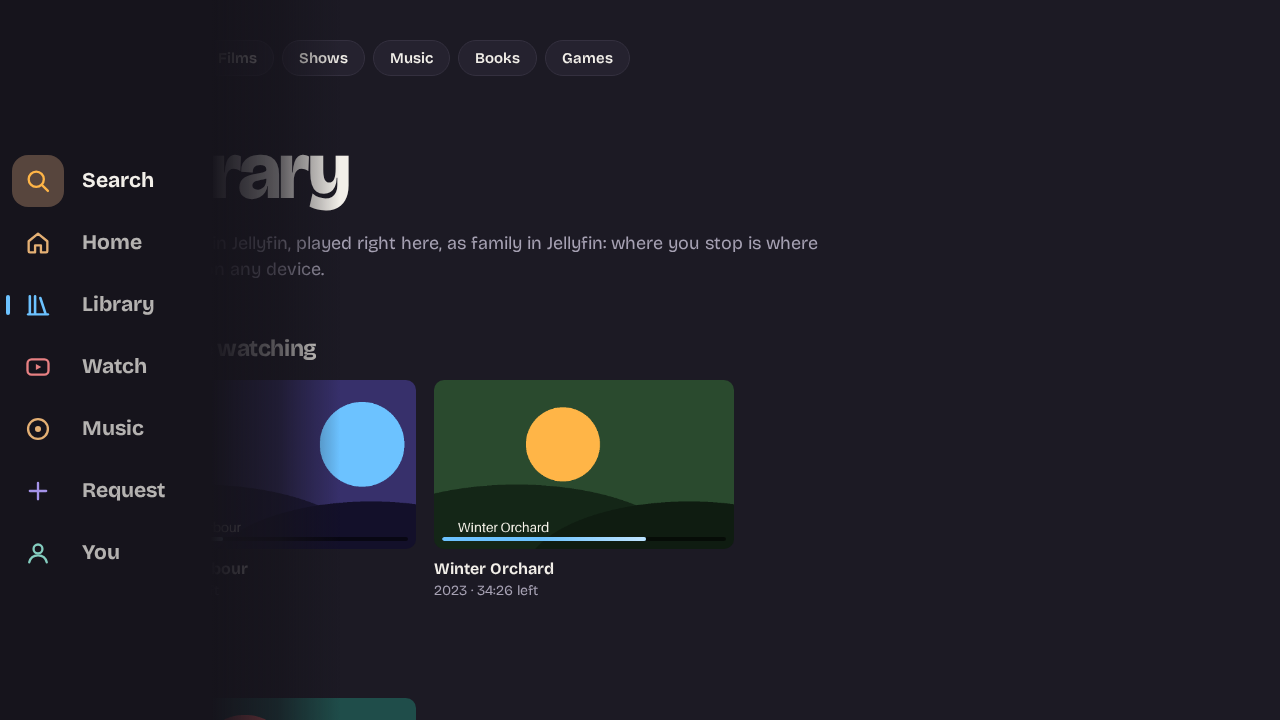 Films
Shows
Music
Books
Games
Search
Home
Library
Watch
Music
Request
You
rary
Jellyfin, played right here, as family in Jellyfin: where you stop is where
any device.
watching
Winter Orchard
Winter Orchard
2023 · 34:26 left